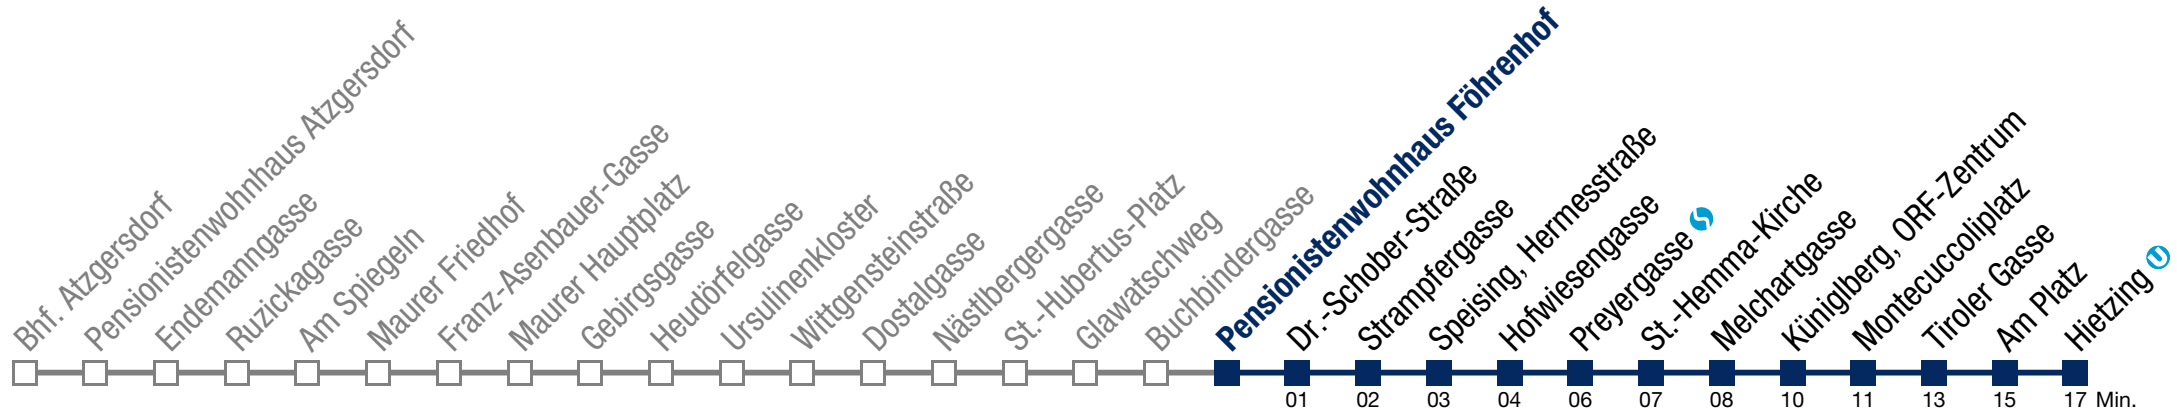 Bhf. Atzgersdorf
Pensionistenwohnhaus Atzgersdorf
Endemanngasse
Ruzickagasse
Am Spiegeln
Maurer Friedhof
Franz-Asenbauer-Gasse
Maurer Hauptplatz
Gebirgsgasse
Heudörfelgasse
Ursulinenkloster
Wittgensteinstraße
Dostalgasse
Nästlbergergasse
St.-Hubertus-Platz
Glawatschweg
Buchbindergasse
Pensionistenwohnhaus Föhrenhof
Dr.-Schober-Straße
Strampfergasse
Speising, Hermesstraße
Hofwiesengasse
Preyergasse S
St.-Hemma-Kirche
Melchartgasse
Küniglberg, ORF-Zentrum
Montecuccoliplatz
Tiroler Gasse
Am Platz
Hietzing U
01 02 03 04 06 07 08 10 11 13 15 17 Min.